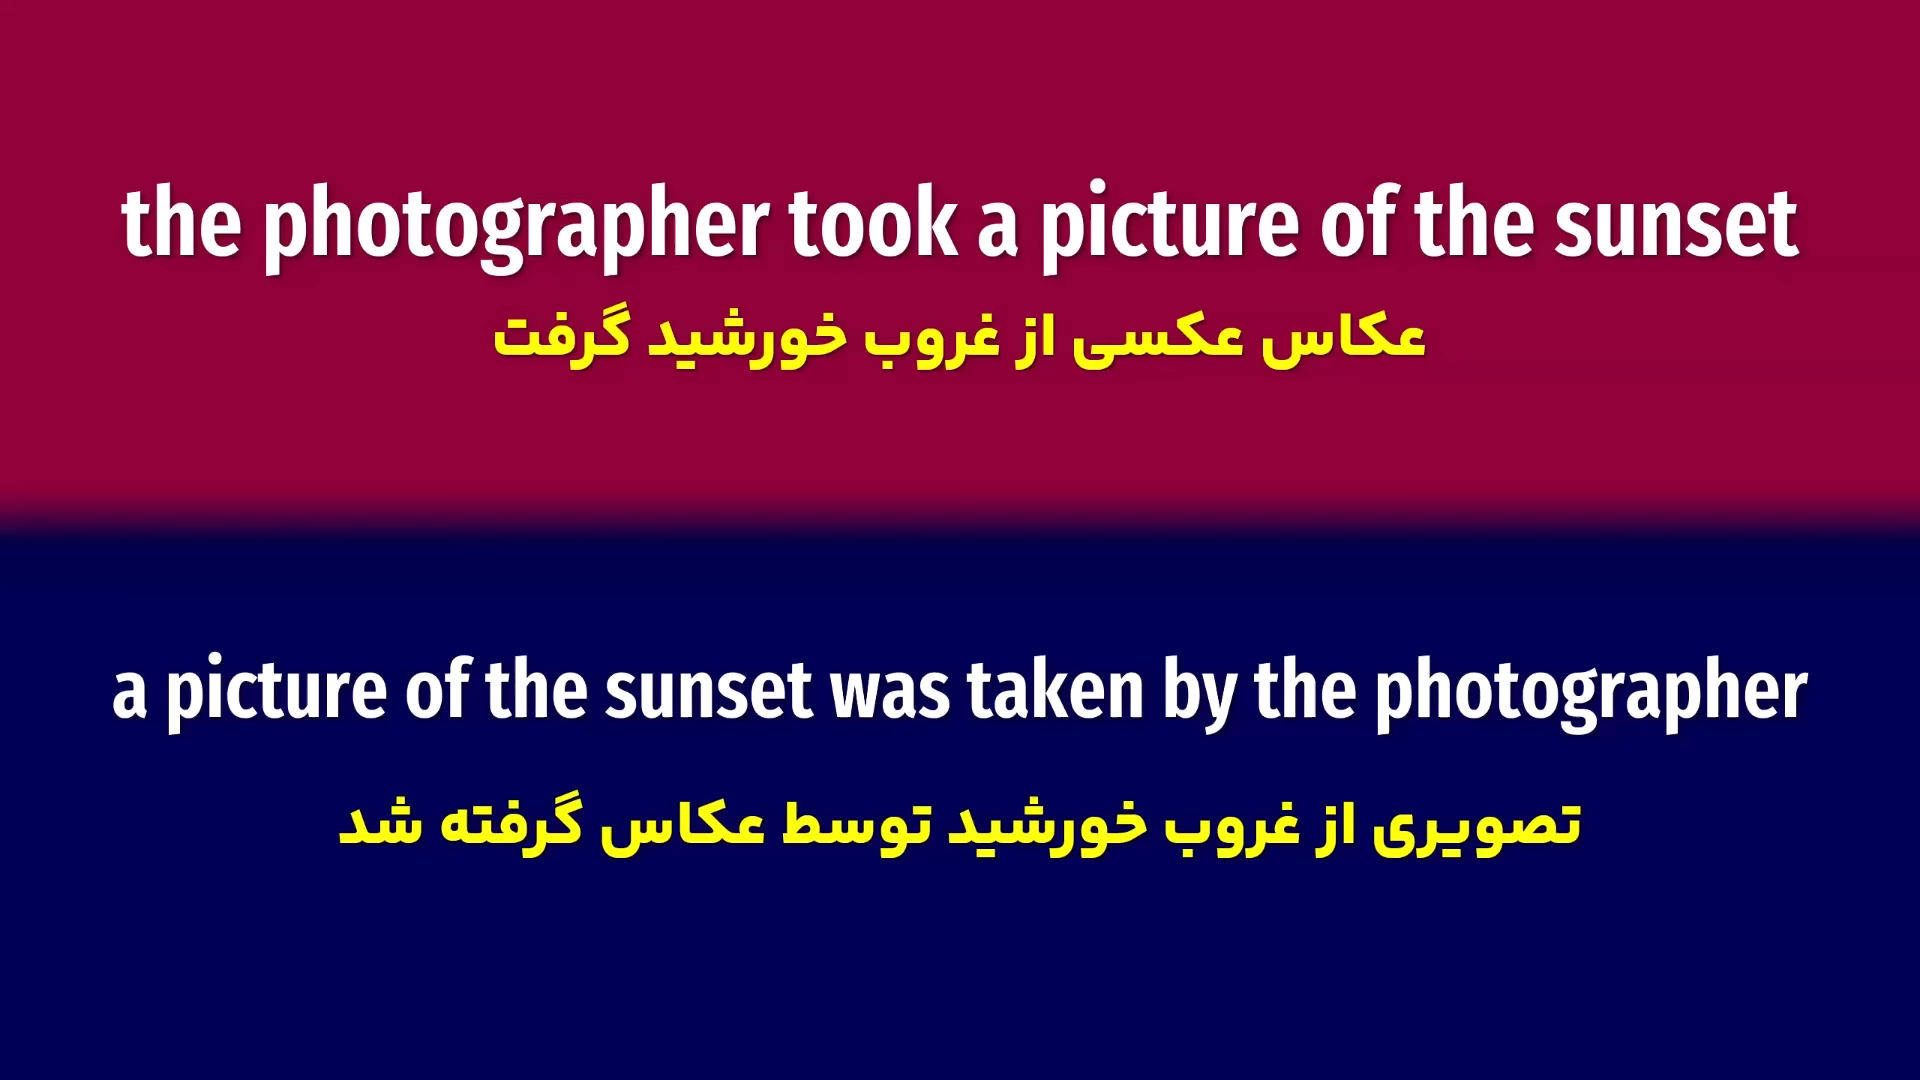 the photographer took a picture of the sunset
عکاس عکسی از غروب خورشید گرفت
a picture of the sunset was taken by the photographer
تصویری از غروب خورشید توسط عکاس گرفته شد